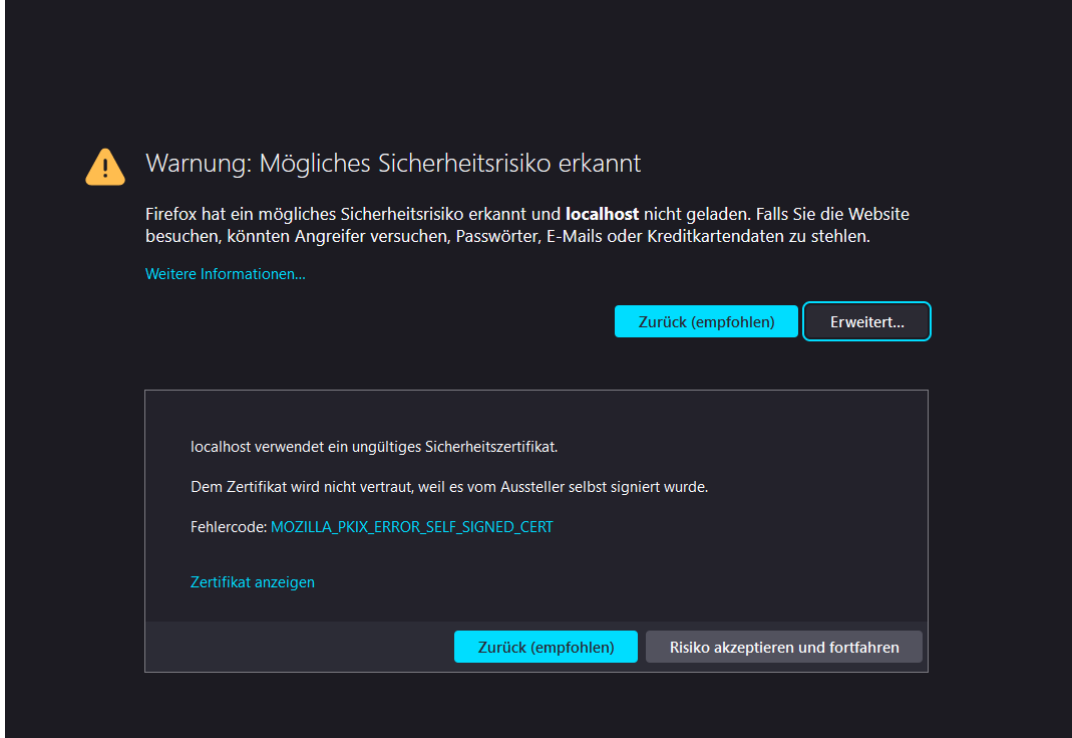 Warnung: Mögliches Sicherheitsrisiko erkannt
Firefox hat ein mögliches Sicherheitsrisiko erkannt und localhost nicht geladen. Falls Sie die Website
besuchen, könnten Angreifer versuchen, Passwörter, E-Mails oder Kreditkartendaten zu stehlen.
Weitere Informationen...
Zurück (empfohlen)
Erweitert...
localhost verwendet ein ungültiges Sicherheitszertifikat.
Dem Zertifikat wird nicht vertraut, weil es vom Aussteller selbst signiert wurde.
Fehlercode: MOZILLA_PKIX_ERROR_SELF_SIGNED_CERT
Zertifikat anzeigen
Zurück (empfohlen)
Risiko akzeptieren und fortfahren